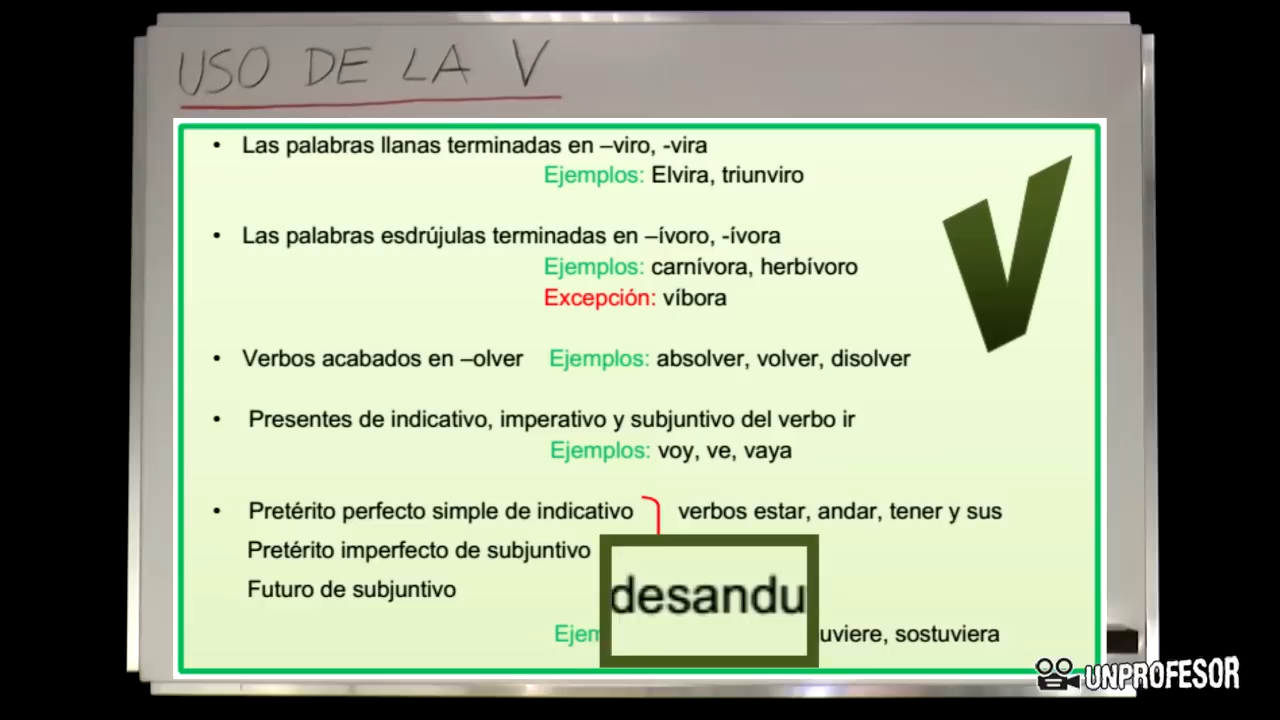 USO DE LA V
• Las palabras llanas terminadas en –viro, -vira
Ejemplos: Elvira, triunviro
• Las palabras esdrújulas terminadas en –ívoro, -ívora
Ejemplos: carnívora, herbívoro
Excepción: víbora
• Verbos acabados en –olver Ejemplos: absolver, volver, disolver
• Presentes de indicativo, imperativo y subjuntivo del verbo ir
Ejemplos: voy, ve, vaya
• Pretérito perfecto simple de indicativo verbos estar, andar, tener y sus
Pretérito imperfecto de subjuntivo
Futuro de subjuntivo
desandu
Ejem uviere, sostuviera
V
UNPROFESOR